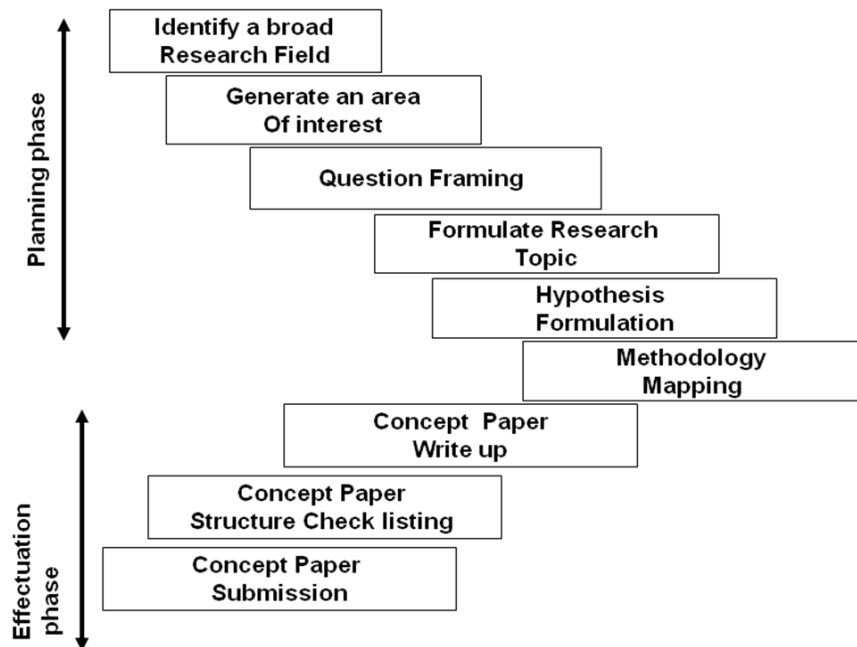 Identify a broad
Research Field
Generate an area
Of interest
Question Framing
Formulate Research
Topic
Hypothesis
Formulation
Methodology
Mapping
Planning phase
Concept Paper
Write up
Concept Paper
Structure Check listing
Concept Paper
Submission
Effectuation
phase